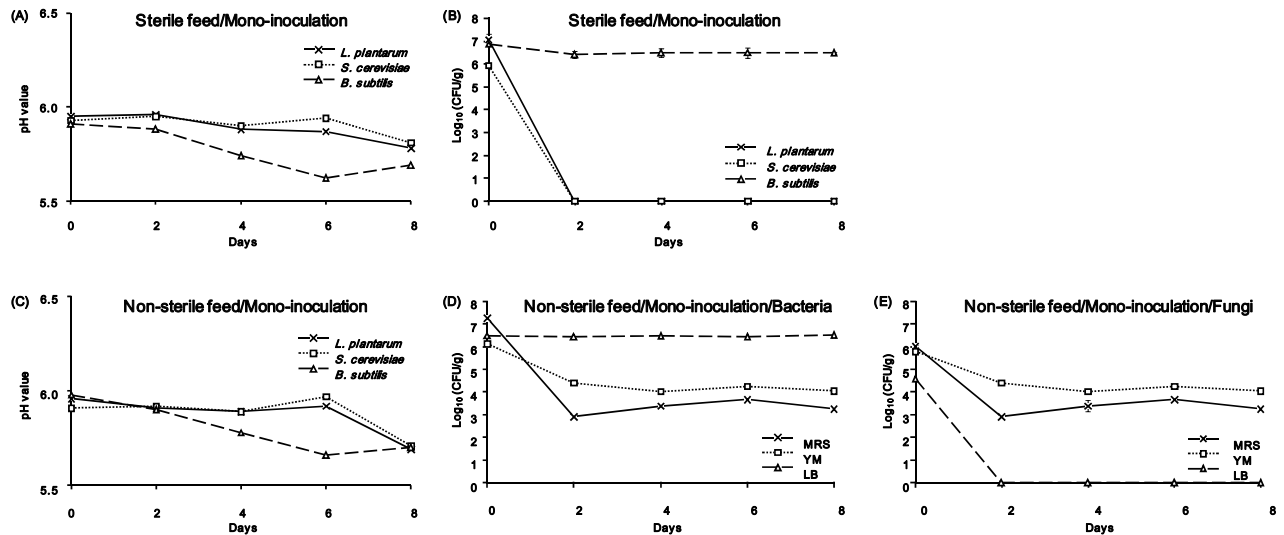 (A)
Sterile feed/Mono-inoculation
6.5
6.0
5.5
pH value
L. plantarum
S. cerevisiae
B. subtilis
0 2 4 6 8
Days
(B)
Sterile feed/Mono-inoculation
8
7
6
5
4
3
2
1
0
Log10 (CFU/g)
L. plantarum
S. cerevisiae
B. subtilis
0 2 4 6 8
Days
(C)
Non-sterile feed/Mono-inoculation
6.5
6.0
5.5
pH value
L. plantarum
S. cerevisiae
B. subtilis
0 2 4 6 8
Days
(D)
Non-sterile feed/Mono-inoculation/Bacteria
8
7
6
5
4
3
2
1
0
Log10 (CFU/g)
MRS
YM
LB
0 2 4 6 8
Days
(E)
Non-sterile feed/Mono-inoculation/Fungi
8
7
6
5
4
3
2
1
0
Log10 (CFU/g)
MRS
YM
LB
0 2 4 6 8
Days